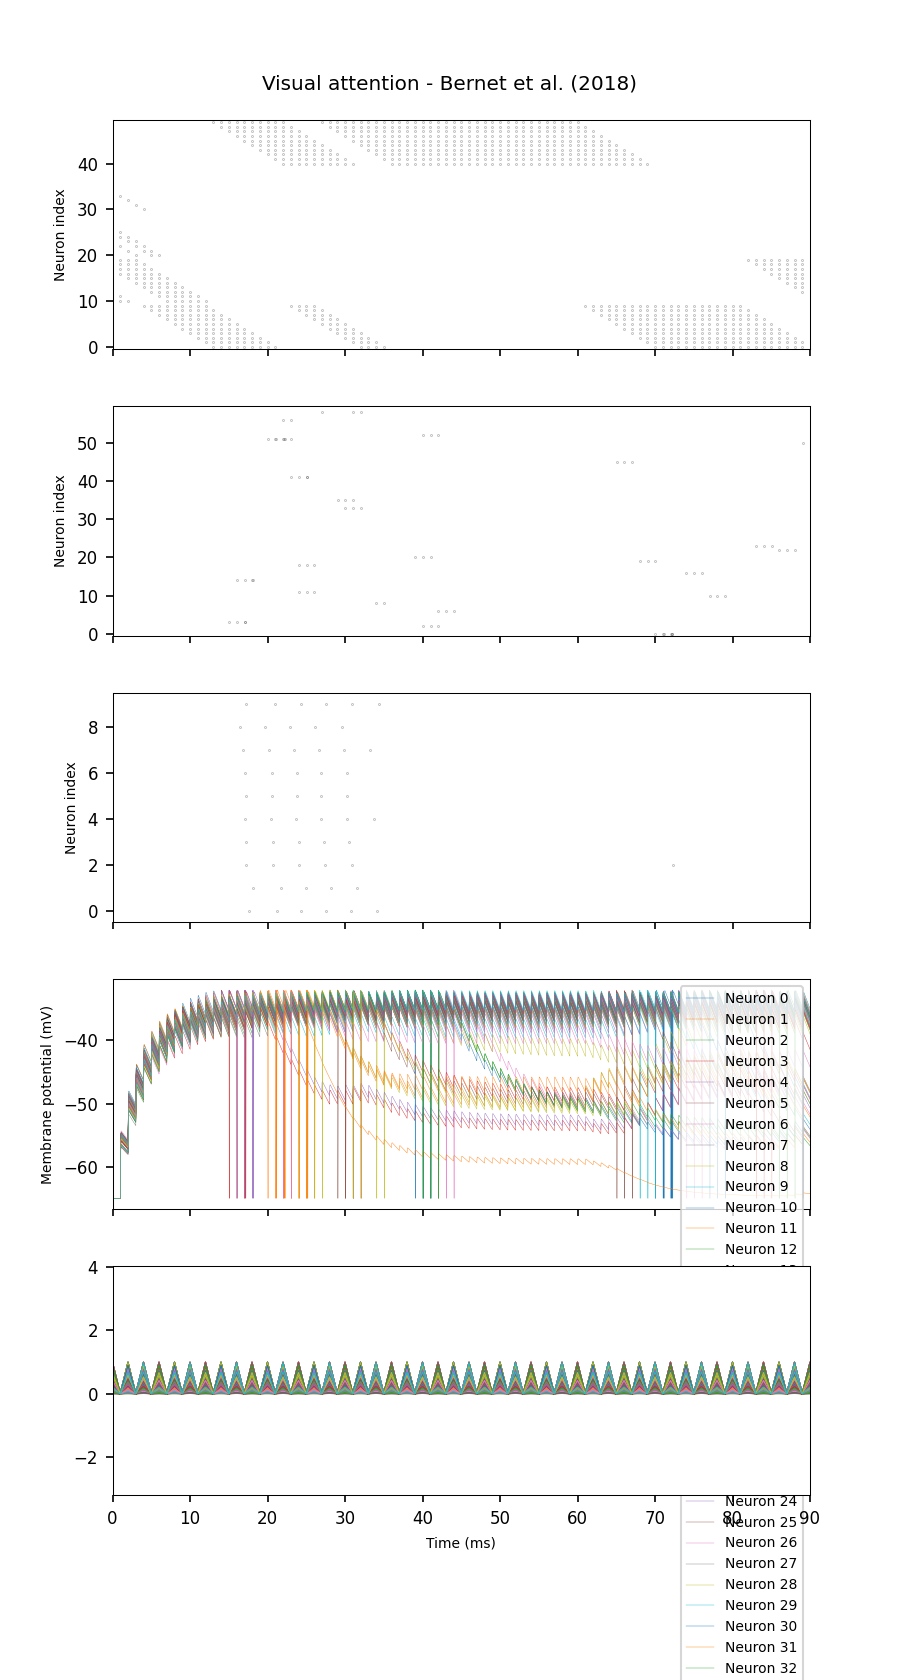 Visual attention - Bernet et al. (2018)
Neuron index
40
30
20
10
0
Neuron index
50
40
30
20
10
0
Neuron index
8
6
4
2
0
Membrane potential (mV)
−40
−50
−60
Neuron 0
Neuron 1
Neuron 2
Neuron 3
Neuron 4
Neuron 5
Neuron 6
Neuron 7
Neuron 8
Neuron 9
Neuron 10
Neuron 11
Neuron 12
4
2
0
−2
0 10 20 30 40 50 60 70 80 90
Time (ms)
Neuron 24
Neuron 25
Neuron 26
Neuron 27
Neuron 28
Neuron 29
Neuron 30
Neuron 31
Neuron 32